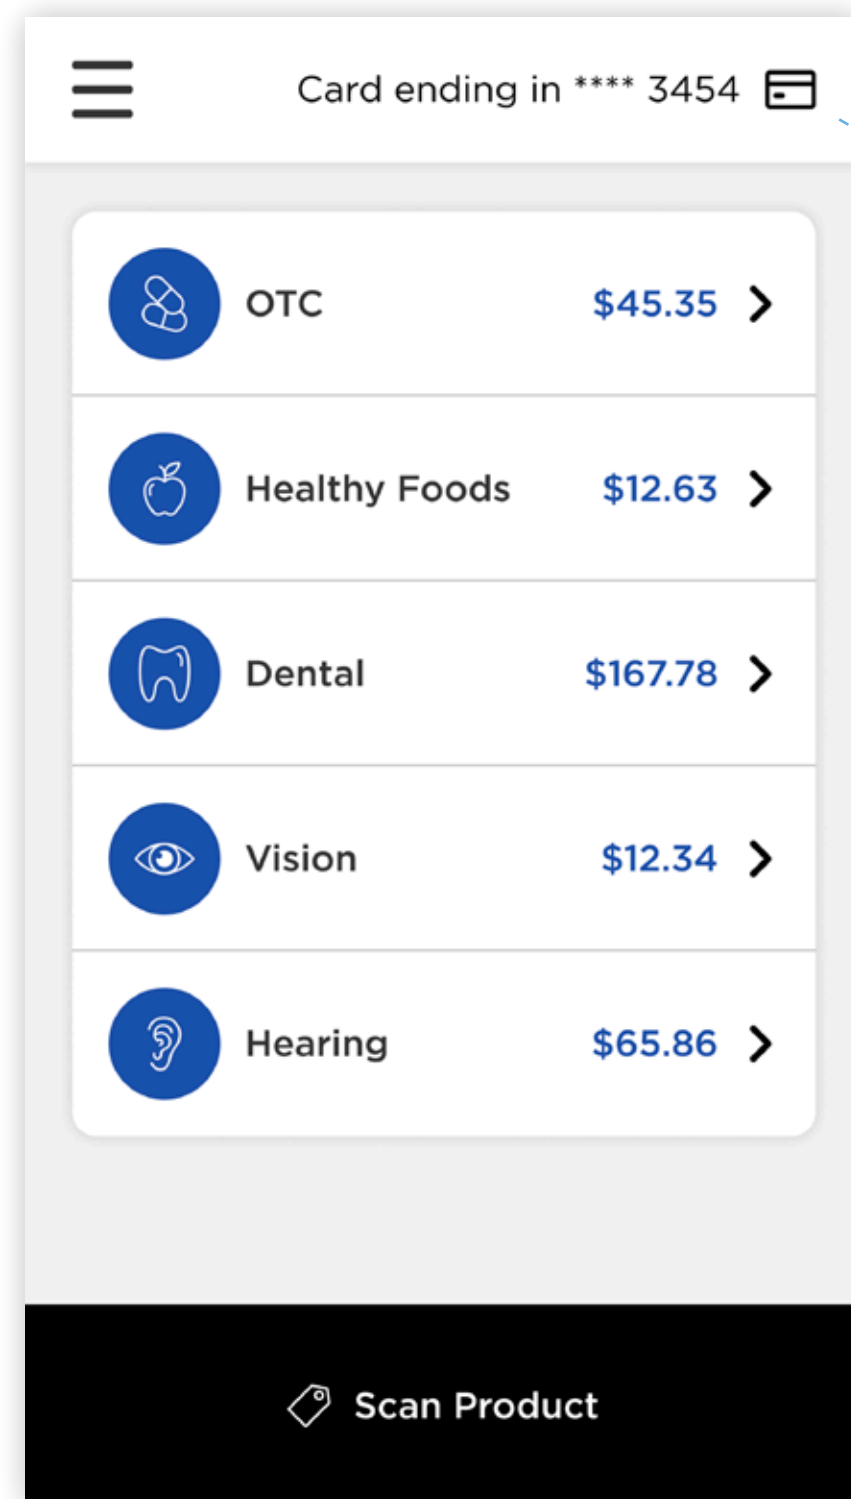 Card ending in **** 3454
OTC $45.35
Healthy Foods $12.63
Dental $167.78
Vision $12.34
Hearing $65.86
Scan Product